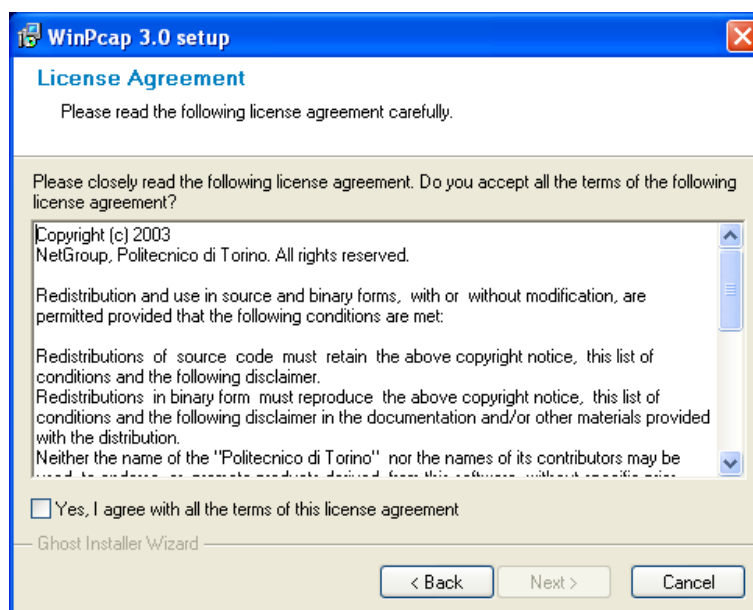 WinPcap 3.0 setup
License Agreement
Please read the following license agreement carefully.
Please closely read the following license agreement. Do you accept all the terms of the following
license agreement?
Copyright (c) 2003
NetGroup, Politecnico di Torino. All rights reserved.
Redistribution and use in source and binary forms, with or without modification, are
permitted provided that the following conditions are met:
Redistributions of source code must retain the above copyright notice, this list of
conditions and the following disclaimer.
Redistributions in binary form must reproduce the above copyright notice, this list of
conditions and the following disclaimer in the documentation and/or other materials provided
with the distribution.
Neither the name of the "Politecnico di Torino" nor the names of its contributors may be
Yes, I agree with all the terms of this license agreement
Ghost Installer Wizard
< Back
Next >
Cancel